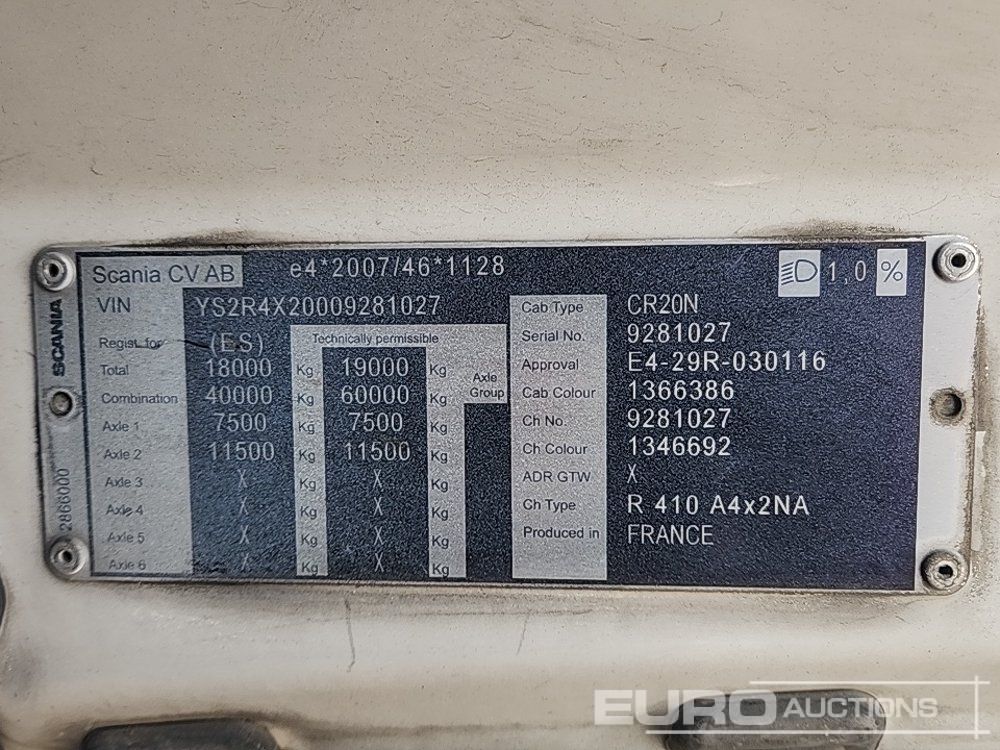 Scania CV AB e4*2007/46*1128 1,0 %
VIN YS2R4X20009281027
Regist.for (ES) Technically permissible
Total 18000 Kg 19000 Kg Axle Group
Combination 40000 Kg 60000 Kg
Axle 1 7500 Kg 7500 Kg
Axle 2 11500 Kg 11500 Kg
Axle 3 X Kg X Kg
Axle 4 X Kg X Kg
Axle 5 X Kg X Kg
Axle 6 X Kg X Kg
Cab Type CR20N
Serial No. 9281027
Approval E4-29R-030116
Cab Colour 1366386
Ch No. 9281027
Ch Colour 1346692
ADR GTW X
Ch Type R 410 A4x2NA
Produced in FRANCE
SCANIA
2866000
EURO AUCTIONS